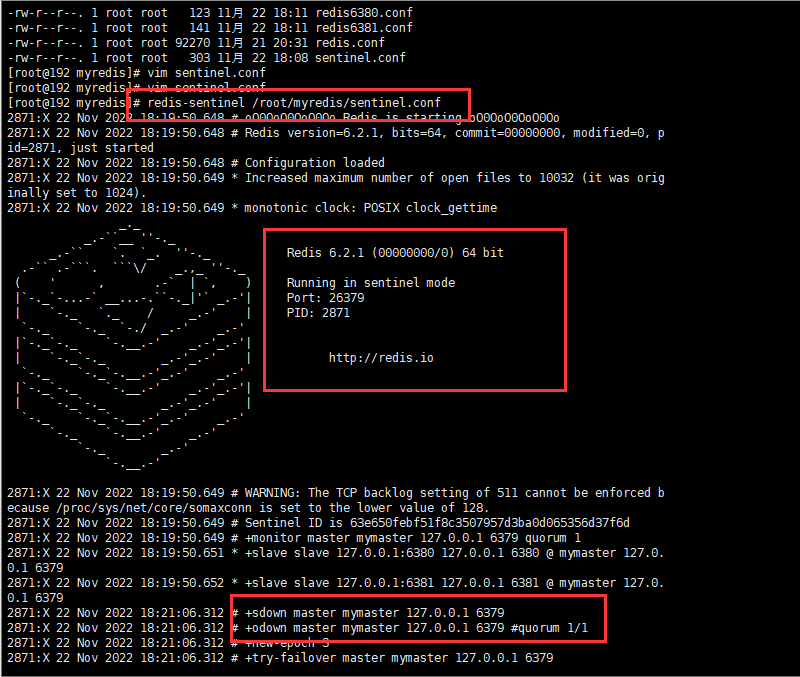 -rw-r--r--. 1 root root   123 11月 22 18:11 redis6380.conf
-rw-r--r--. 1 root root   141 11月 22 18:11 redis6381.conf
-rw-r--r--. 1 root root 92270 11月 21 20:31 redis.conf
-rw-r--r--. 1 root root   303 11月 22 18:08 sentinel.conf
[root@192 myredis]# vim sentinel.conf
[root@192 myredis]# vim sentinel.conf
[root@192 myredis]# redis-sentinel /root/myredis/sentinel.conf
2871:X 22 Nov 2022 18:19:50.648 # oO0OoO0OoO0Oo Redis is starting oO0OoO0OoO0Oo
2871:X 22 Nov 2022 18:19:50.648 # Redis version=6.2.1, bits=64, commit=00000000, modified=0, p
id=2871, just started
2871:X 22 Nov 2022 18:19:50.648 # Configuration loaded
2871:X 22 Nov 2022 18:19:50.649 * Increased maximum number of open files to 10032 (it was orig
inally set to 1024).
2871:X 22 Nov 2022 18:19:50.649 * monotonic clock: POSIX clock_gettime
Redis 6.2.1 (00000000/0) 64 bit
Running in sentinel mode
Port: 26379
PID: 2871
http://redis.io
2871:X 22 Nov 2022 18:19:50.649 # WARNING: The TCP backlog setting of 511 cannot be enforced b
ecause /proc/sys/net/core/somaxconn is set to the lower value of 128.
2871:X 22 Nov 2022 18:19:50.649 # Sentinel ID is 63e650febf51f8c3507957d3ba0d065356d37f6d
2871:X 22 Nov 2022 18:19:50.649 # +monitor master mymaster 127.0.0.1 6379 quorum 1
2871:X 22 Nov 2022 18:19:50.651 * +slave slave 127.0.0.1:6380 127.0.0.1 6380 @ mymaster 127.0.
0.1 6379
2871:X 22 Nov 2022 18:19:50.652 * +slave slave 127.0.0.1:6381 127.0.0.1 6381 @ mymaster 127.0.
0.1 6379
2871:X 22 Nov 2022 18:21:06.312 # +sdown master mymaster 127.0.0.1 6379
2871:X 22 Nov 2022 18:21:06.312 # +odown master mymaster 127.0.0.1 6379 #quorum 1/1
2871:X 22 Nov 2022 18:21:06.312 # +new-epoch 3
2871:X 22 Nov 2022 18:21:06.312 # +try-failover master mymaster 127.0.0.1 6379